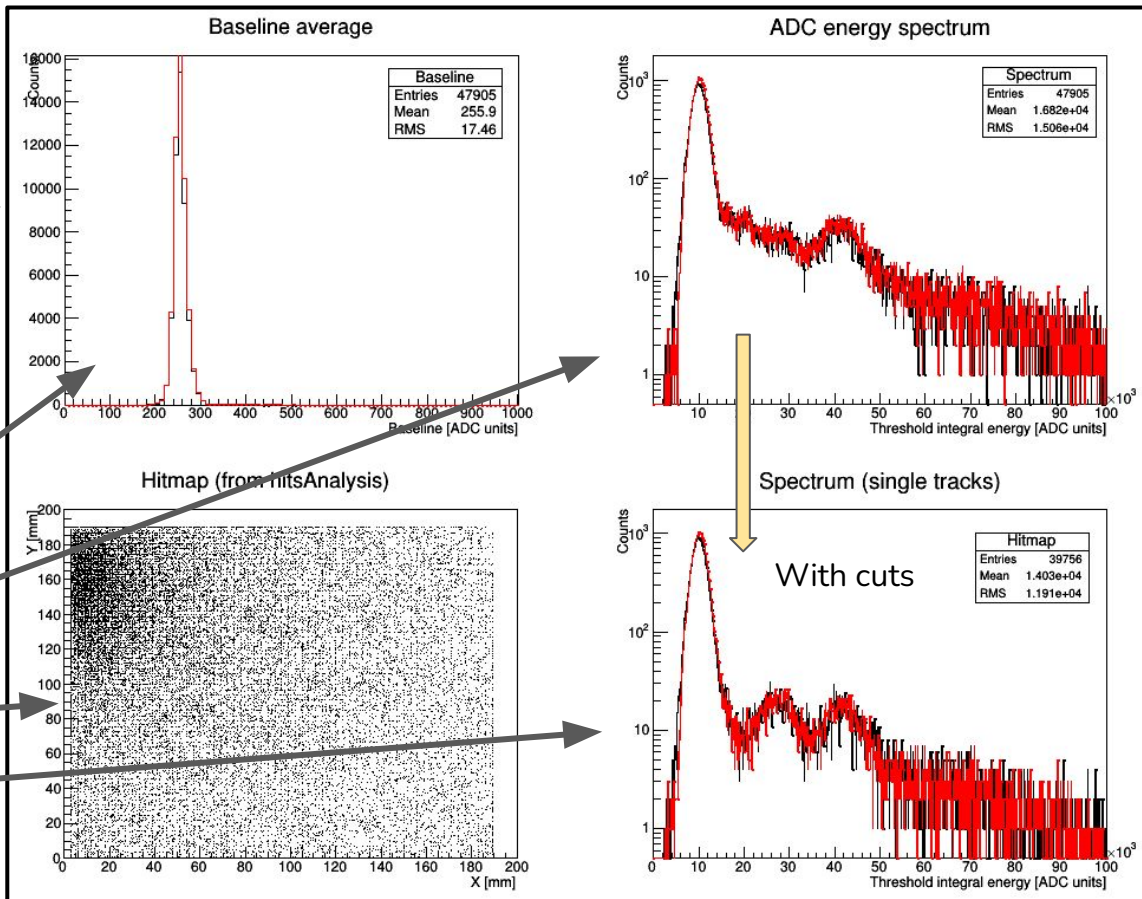 Baseline average
Counts
16000
14000
12000
10000
8000
6000
4000
2000
0
Baseline
Entries 47905
Mean 255.9
RMS 17.46
0 100 200 300 400 500 600 700 800 900 1000
Baseline [ADC units]
ADC energy spectrum
Counts
10³
10²
10
1
Spectrum
Entries 47905
Mean 1.682e+04
RMS 1.506e+04
0 10 20 30 40 50 60 70 80 90 100
×10³
Threshold integral energy [ADC units]
Hitmap (from hitsAnalysis)
Y [mm]
200
180
160
140
120
100
80
60
40
20
0
0 20 40 60 80 100 120 140 160 180 200
X [mm]
Spectrum (single tracks)
Counts
10³
10²
10
1
Hitmap
Entries 39756
Mean 1.403e+04
RMS 1.191e+04
With cuts
0 10 20 30 40 50 60 70 80 90 100
×10³
Threshold integral energy [ADC units]